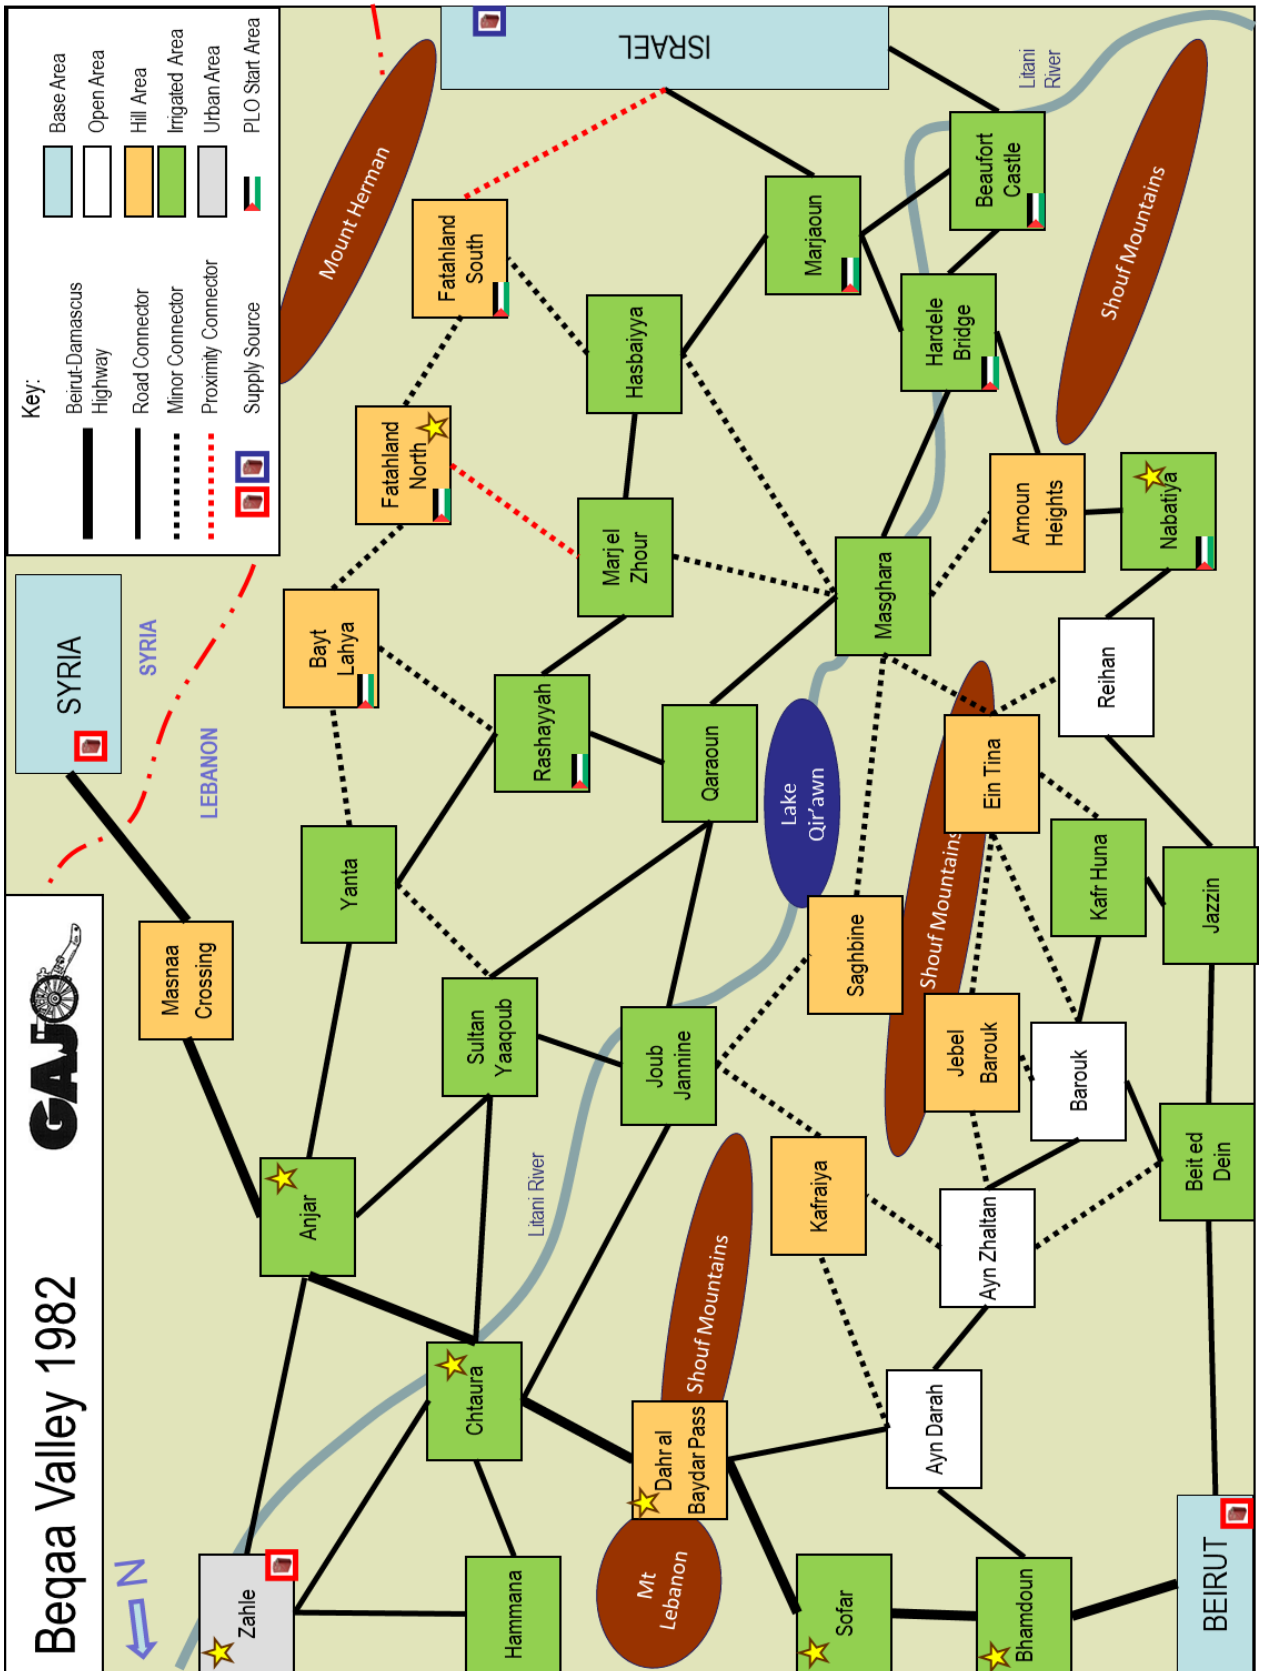 Beqaa Valley 1982
GAJO
N
Key:
Beirut-Damascus
Highway
Road Connector
Minor Connector
Proximity Connector
Supply Source
Base Area
Open Area
Hill Area
Irrigated Area
Urban Area
PLO Start Area
SYRIA
SYRIA
LEBANON
ISRAEL
BEIRUT
Mount Herman
Litani
River
Shouf Mountains
Fatahland
South
Fatahland
North
Marjaoun
Beaufort
Castle
Hardele
Bridge
Hasbaiyya
Marj el
Zhour
Bayt
Lahya
Rashayyah
Masghara
Arnoun
Heights
Nabatiya
Reihan
Ein Tina
Qaraoun
Lake
Qir'awn
Yanta
Masnaa
Crossing
Saghbine
Shouf Mountains
Kafr Huna
Jazzin
Sultan
Yaaqoub
Joub
Jannine
Jebel
Barouk
Barouk
Beit ed
Dein
Anjar
Litani River
Kafraiya
Ayn Zhaltan
Shouf Mountains
Chtaura
Dahr al
Baydar Pass
Ayn Darah
Zahle
Hammana
Mt
Lebanon
Sofar
Bhamdoun